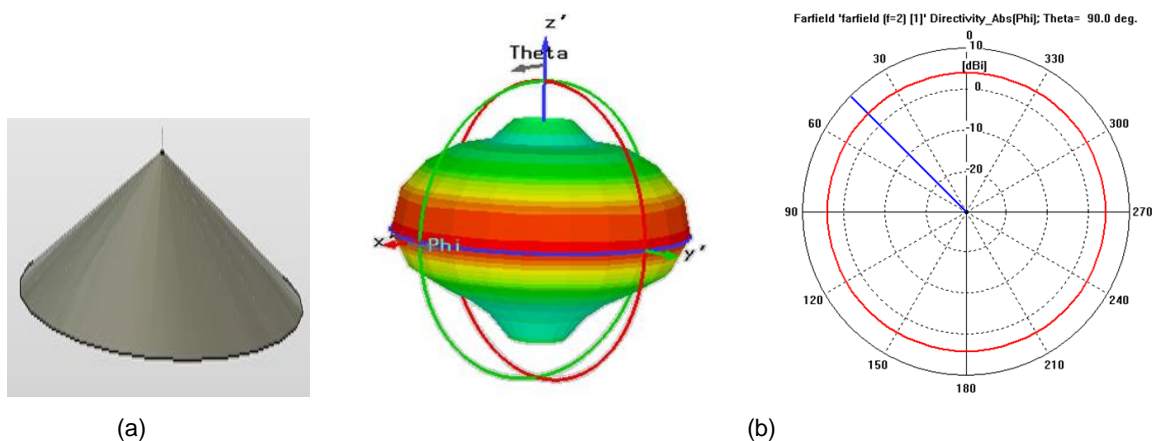 Farfield 'farfield (f=2) [1]' Directivity_Abs(Phi); Theta= 90.0 deg.
z'
Theta
x'
Phi
y'
0
30
330
60
300
90
270
120
240
150
210
180
10
[dBi]
0
-10
-20
(a)
(b)